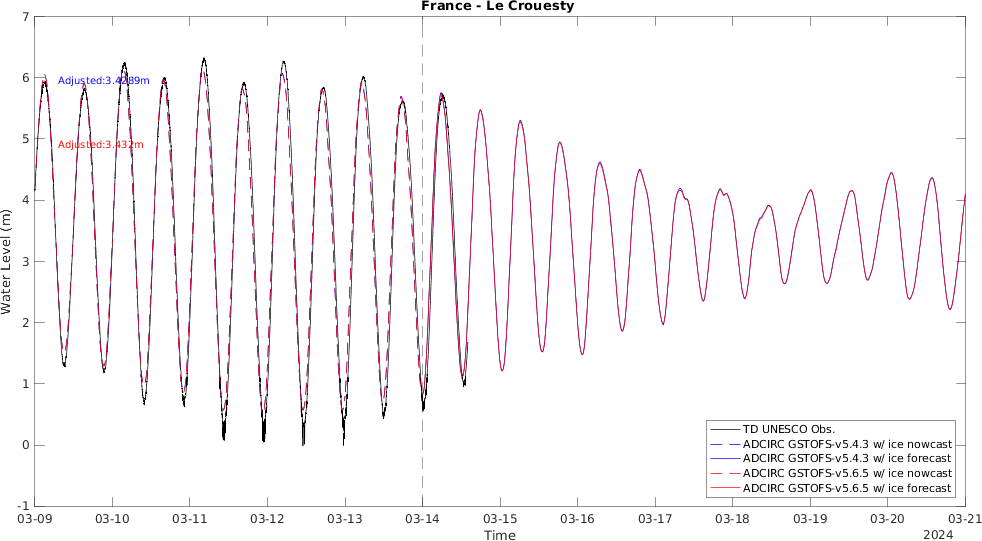 France - Le Crouesty
7
6
5
4
3
2
1
0
-1
Water Level (m)
Adjusted:3.4289m
Adjusted:3.432m
TD UNESCO Obs.
ADCIRC GSTOFS-v5.4.3 w/ ice nowcast
ADCIRC GSTOFS-v5.4.3 w/ ice forecast
ADCIRC GSTOFS-v5.6.5 w/ ice nowcast
ADCIRC GSTOFS-v5.6.5 w/ ice forecast
03-09 03-10 03-11 03-12 03-13 03-14 03-15 03-16 03-17 03-18 03-19 03-20 03-21
Time
2024